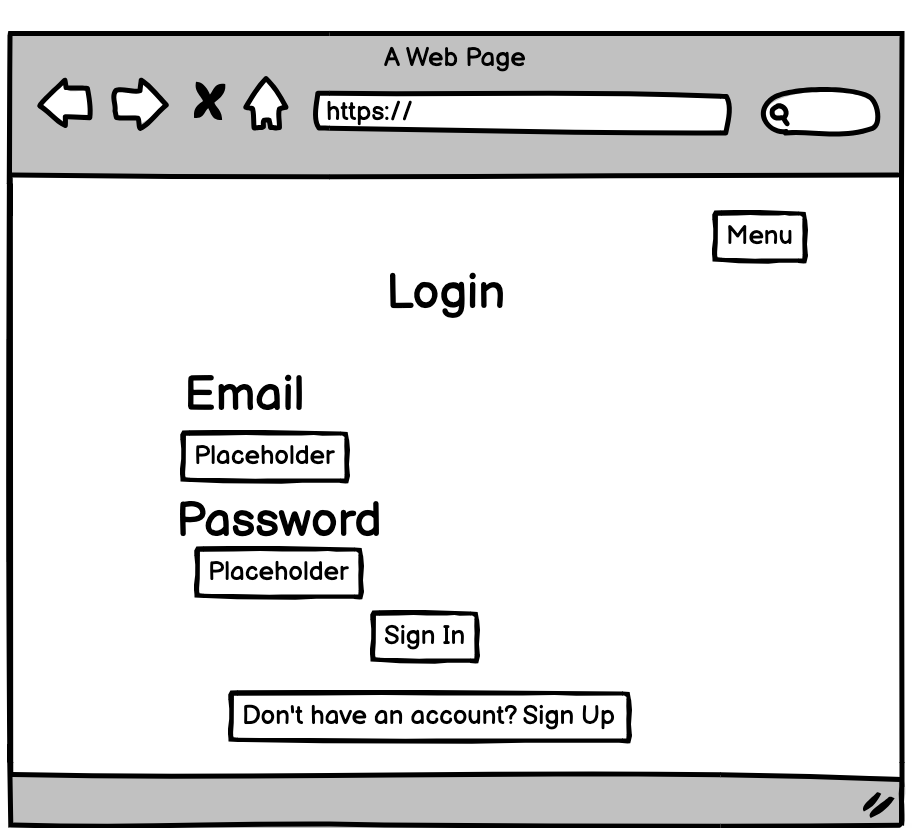 A Web Page
https://
Menu
Login
Email
Placeholder
Password
Placeholder
Sign In
Don't have an account? Sign Up